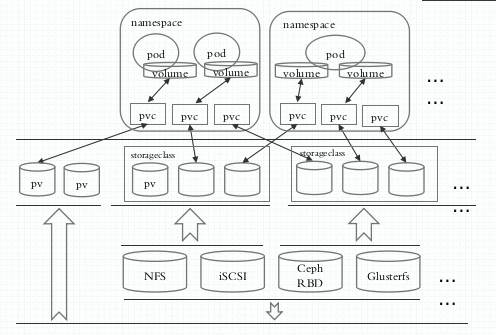 namespace
namespace
pod
pod
pod
volume
volume
volume
volume
pvc
pvc
pvc
pvc
pvc
pvc
...
...
storageclass
storageclass
pv
pv
pv
...
...
NFS
iSCSI
Ceph
RBD
Glusterfs
...
...